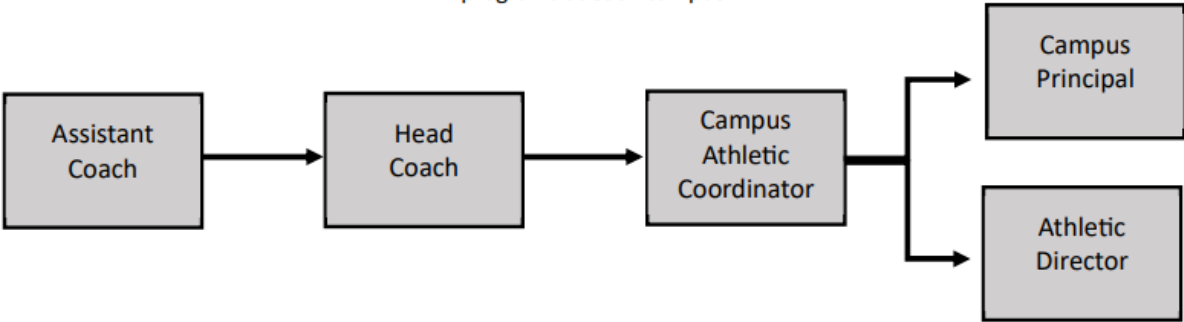 Assistant
Coach
Head
Coach
Campus
Athletic
Coordinator
Campus
Principal
Athletic
Director